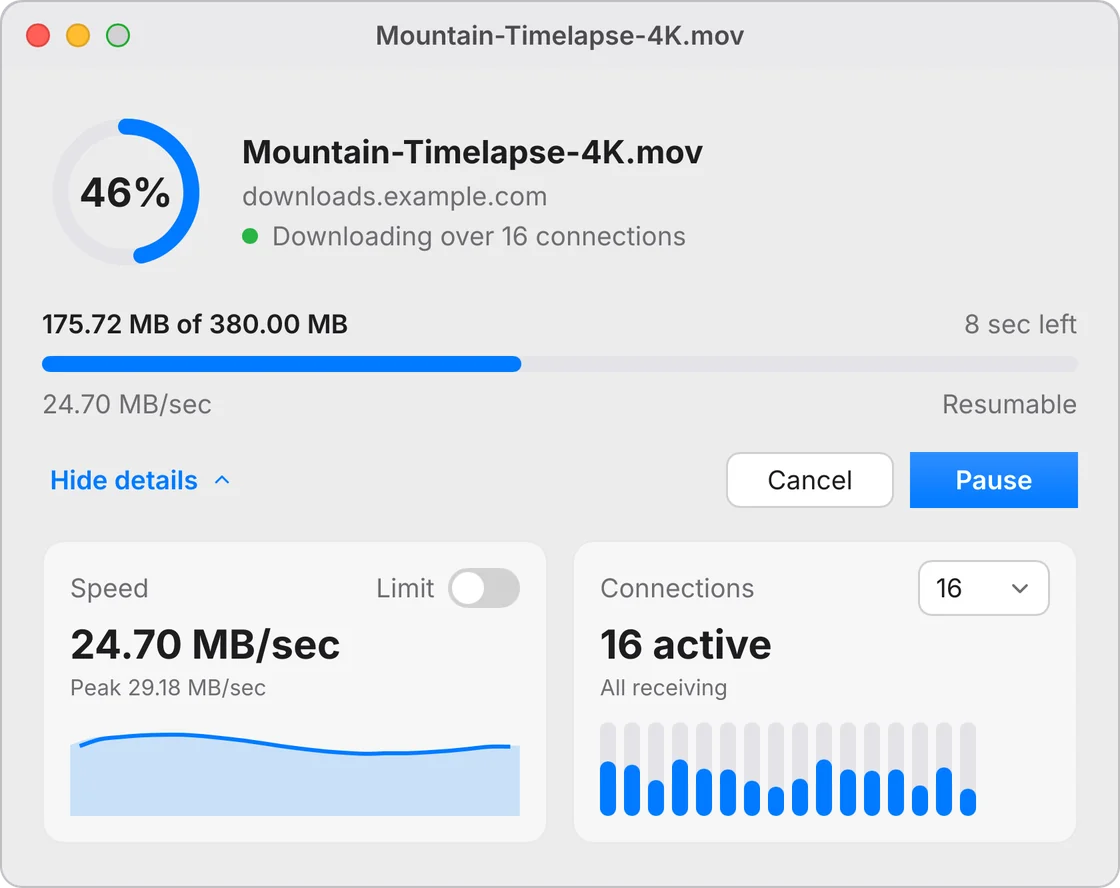 Mountain-Timelapse-4K.mov
46%
Mountain-Timelapse-4K.mov
downloads.example.com
Downloading over 16 connections
175.72 MB of 380.00 MB
8 sec left
24.70 MB/sec
Resumable
Hide details
Cancel
Pause
Speed
Limit
24.70 MB/sec
Peak 29.18 MB/sec
Connections
16
16 active
All receiving